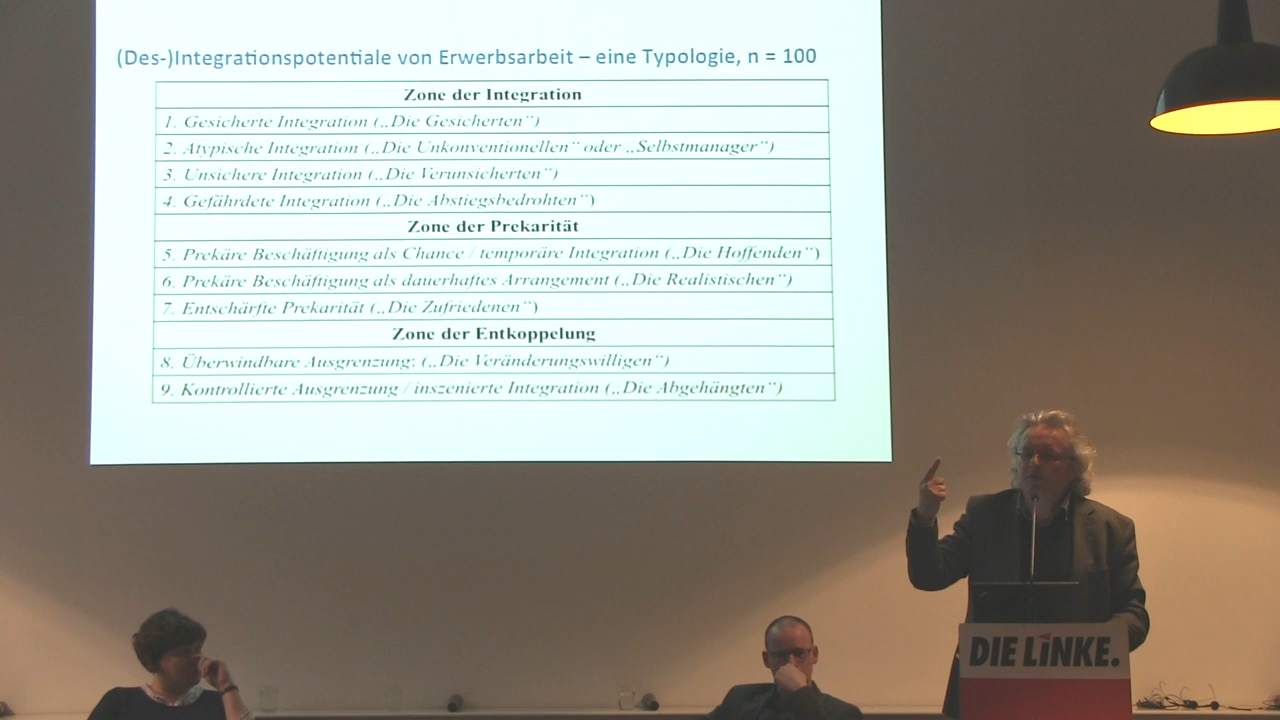 (Des-)Integrationspotentiale von Erwerbsarbeit – eine Typologie, n = 100
Zone der Integration
1. Gesicherte Integration („Die Gesicherten“)
2. Atypische Integration („Die Unkonventionellen“ oder „Selbstmanager“)
3. Unsichere Integration („Die Verunsicherten“)
4. Gefährdete Integration („Die Abstiegsbedrohten“)
Zone der Prekarität
5. Prekäre Beschäftigung als Chance / temporäre Integration („Die Hoffenden“)
6. Prekäre Beschäftigung als dauerhaftes Arrangement („Die Realistischen“)
7. Entschärfte Prekarität („Die Zufriedenen“)
Zone der Entkoppelung
8. Überwindbare Ausgrenzung: („Die Veränderungswilligen“)
9. Kontrollierte Ausgrenzung / inszenierte Integration („Die Abgehängten“)
DIE LINKE.